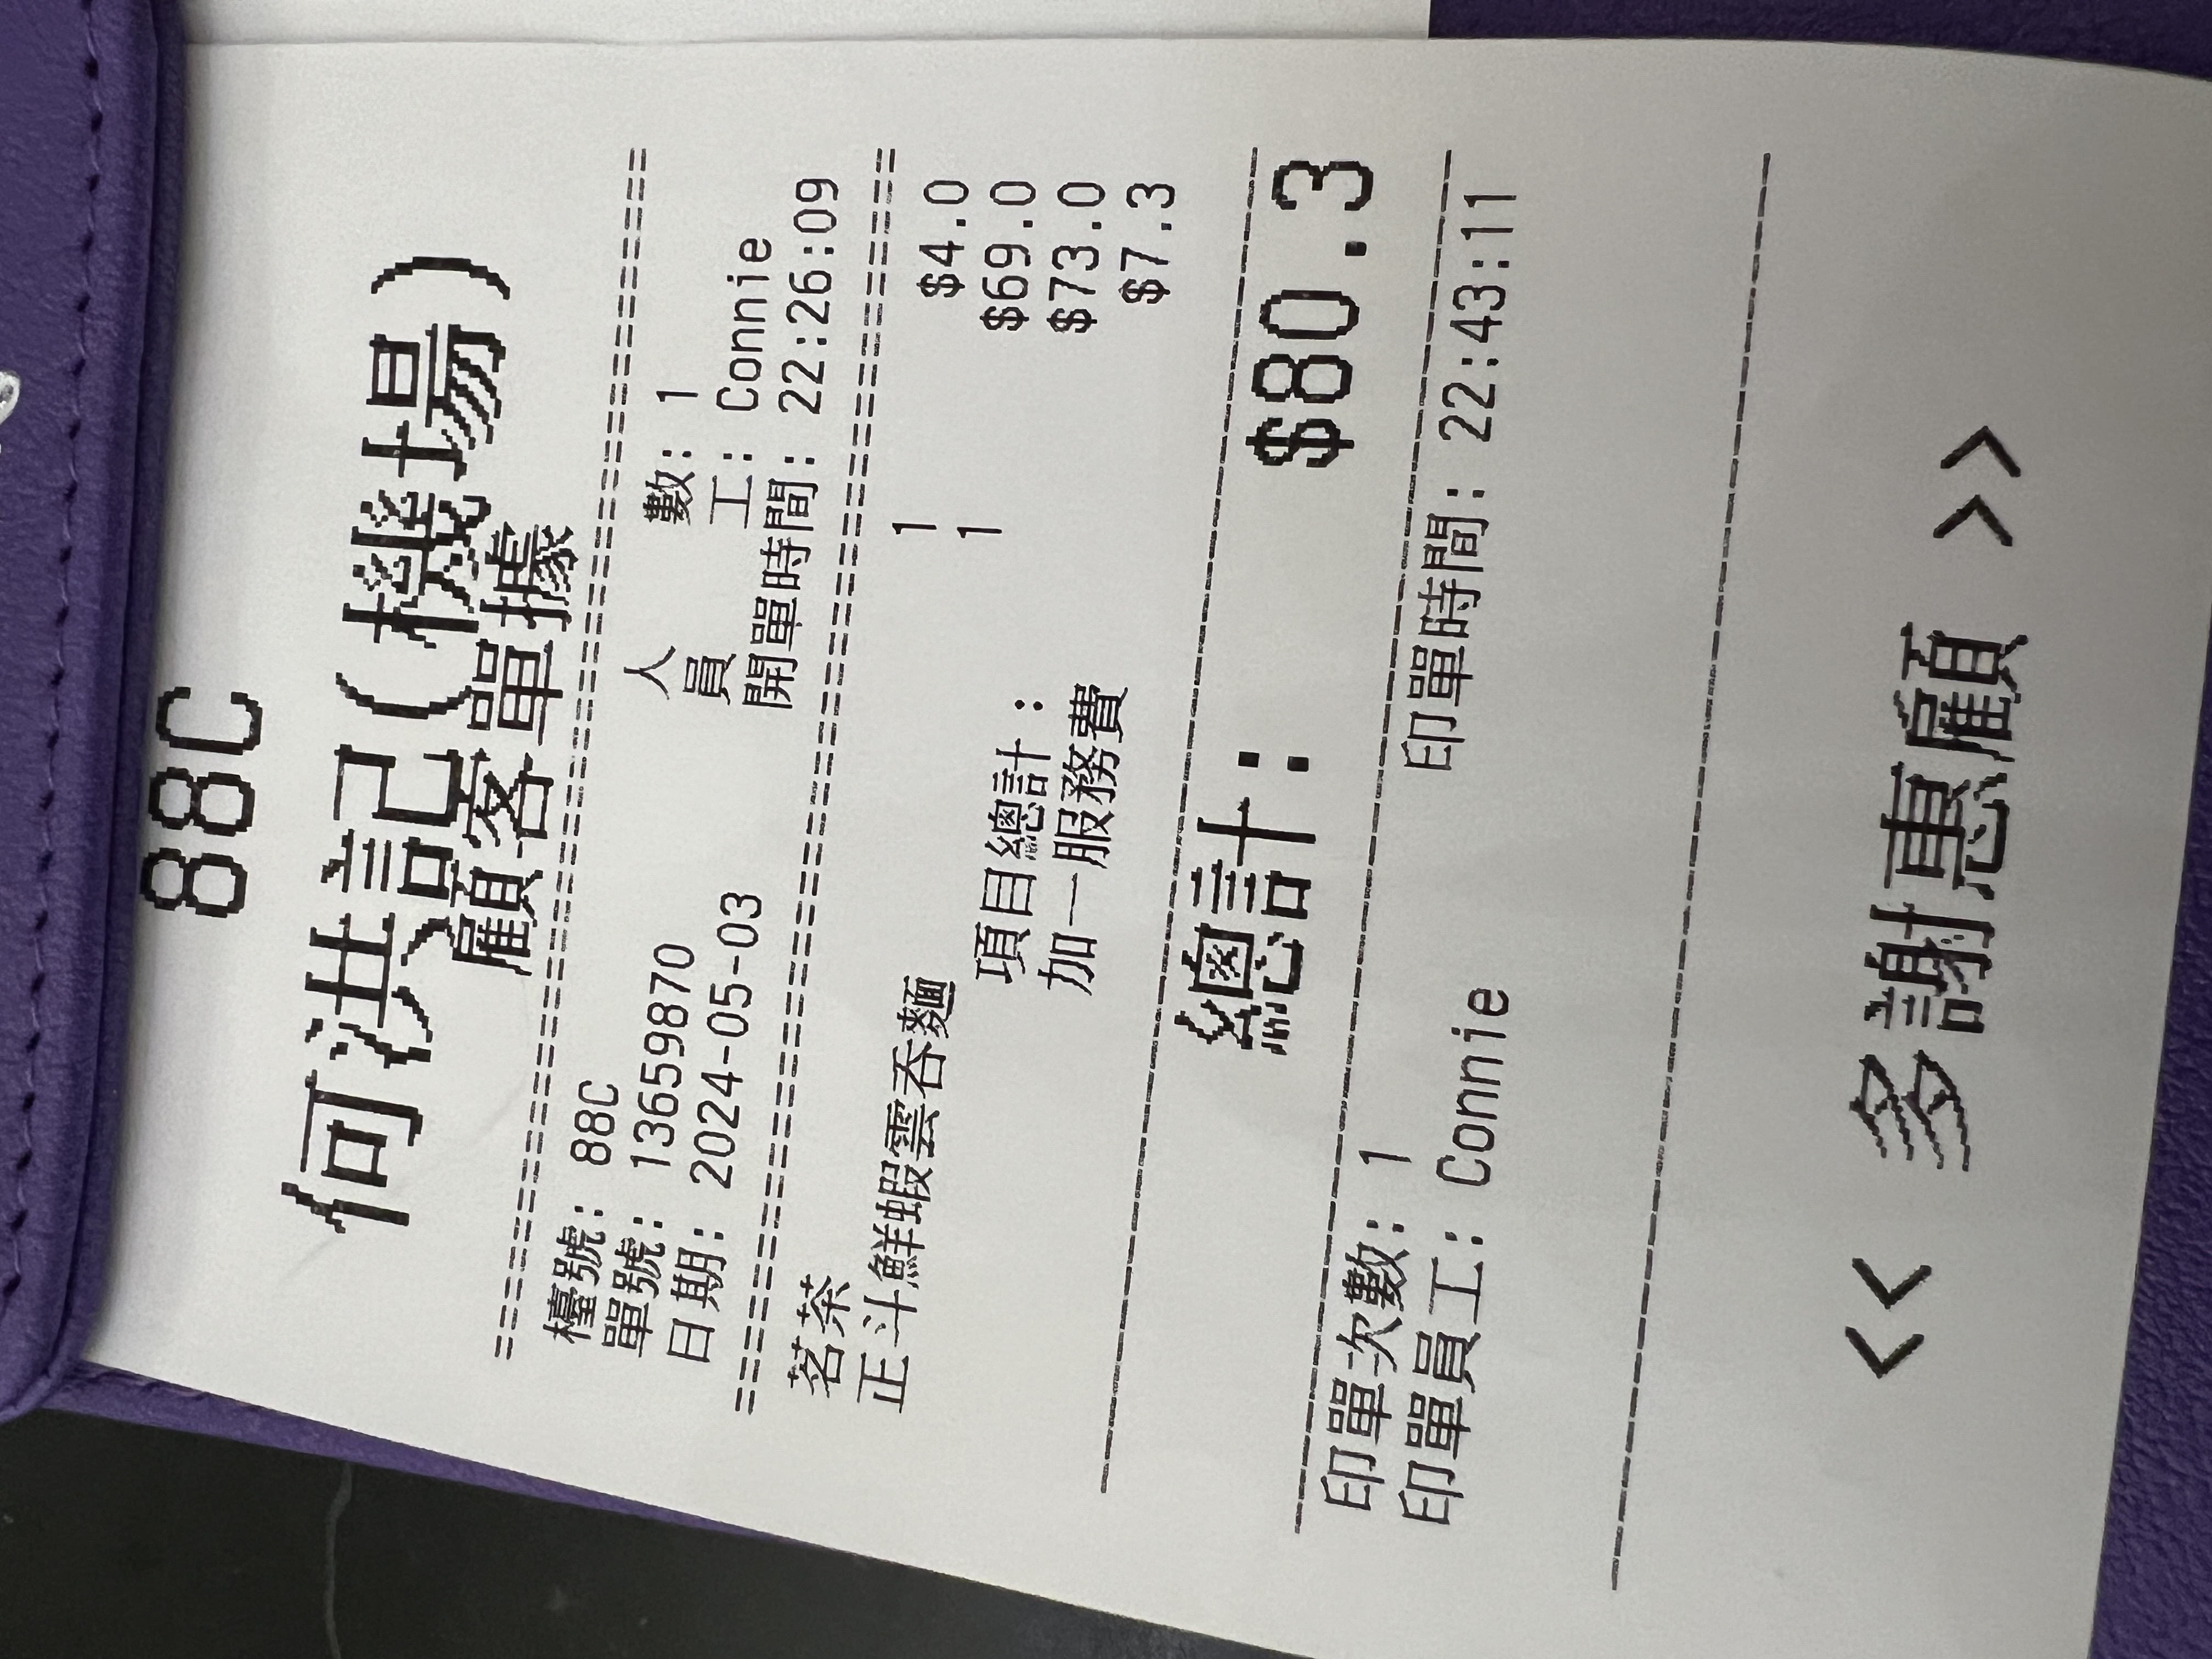 88C
何洪記(機場)
顧客單據
========================================
檯號: 88C 人 數: 1
單號: 13659870 員 工: Connie
日期: 2024-05-03 開單時間: 22:26:09
========================================
茗茶 1 $4.0
正斗鮮蝦雲吞麵 1 $69.0
項目總計: $73.0
加一服務費 $7.3
總計: $80.3
印單次數: 1 印單時間: 22:43:11
印單員工: Connie
<< 多謝惠顧 >>